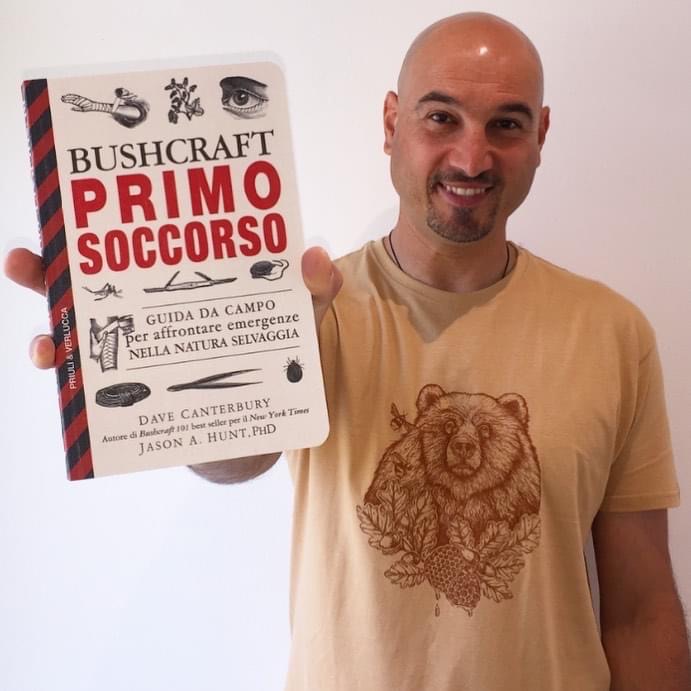 BUSHCRAFT
PRIMO
SOCCORSO
GUIDA DA CAMPO
per affrontare emergenze
NELLA NATURA SELVAGGIA
DAVE CANTERBURY
Autore di Bushcraft 101 best seller per il New York Times
JASON A. HUNT, PHD
PRIULI & VERLUCCA